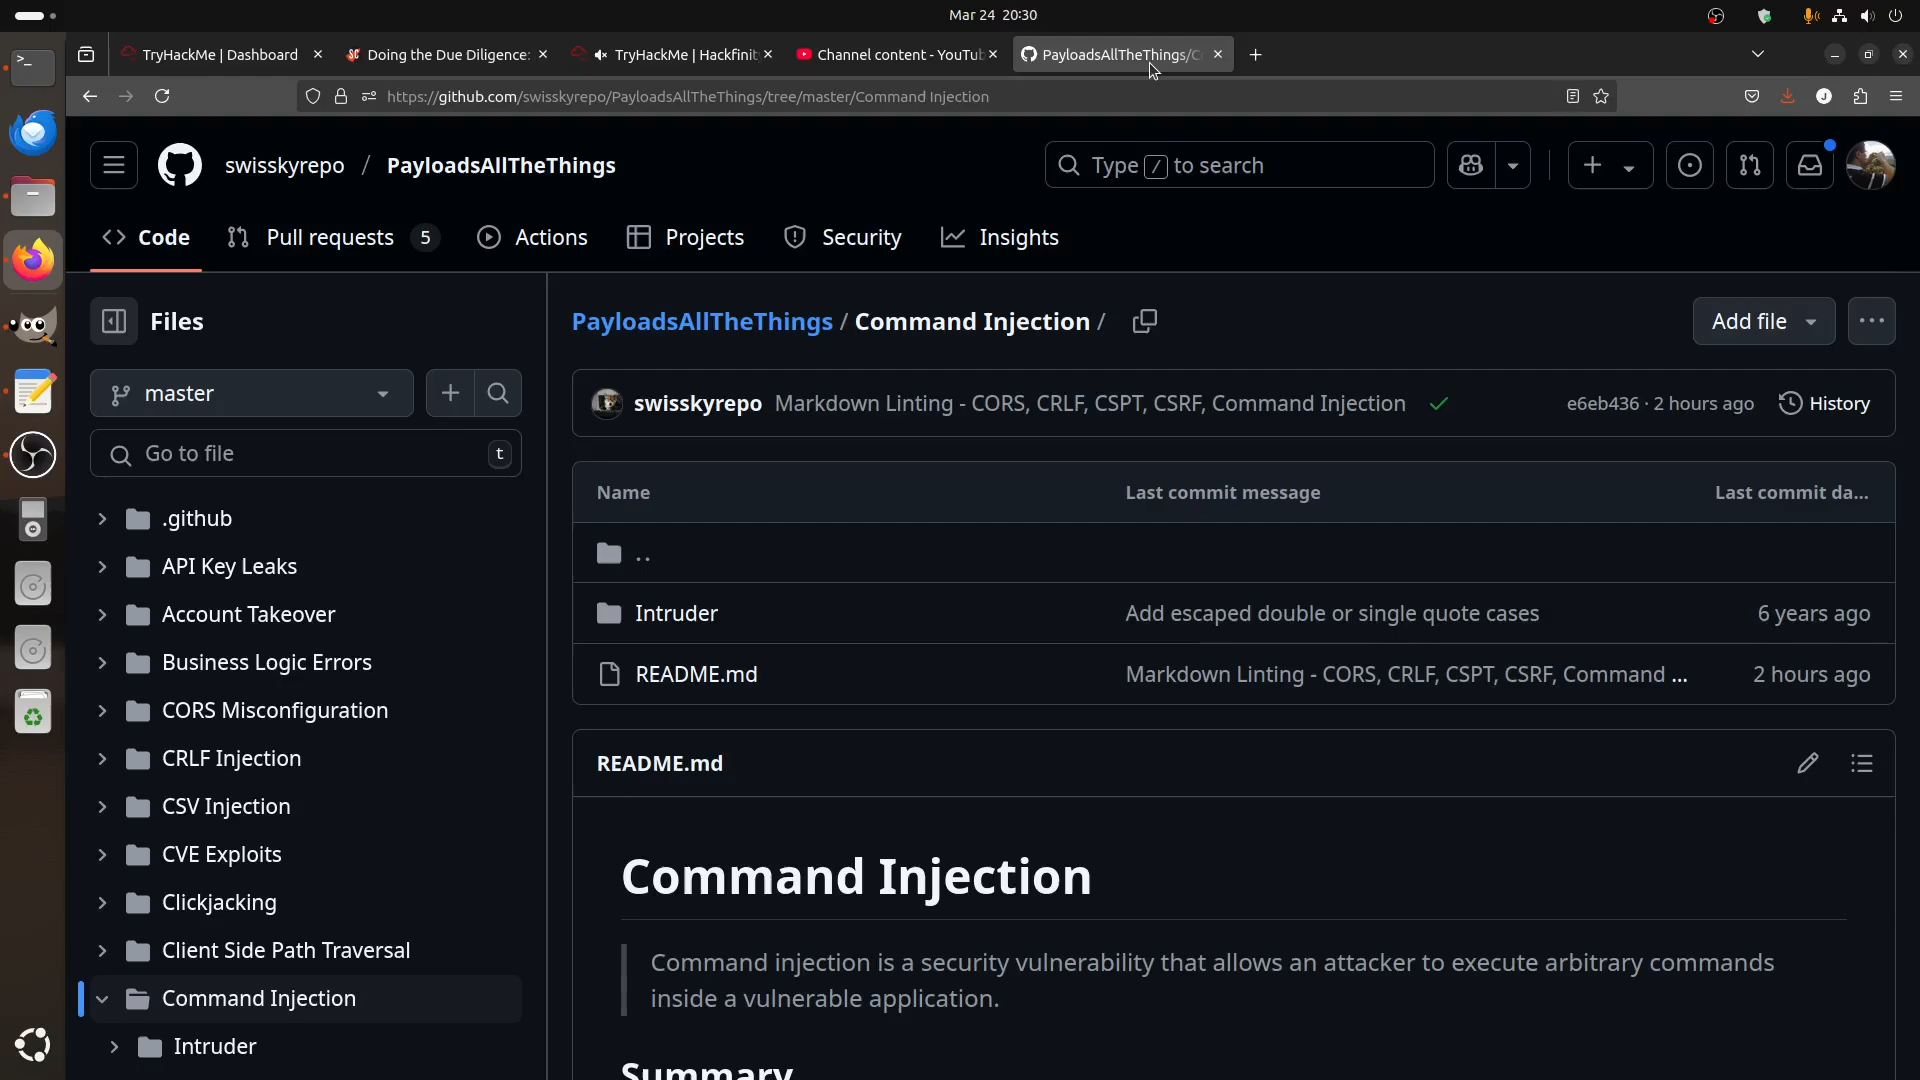 Mar 24 20:30
TryHackMe | Dashboard
Doing the Due Diligence:
TryHackMe | Hackfinit
Channel content - YouTub
PayloadsAllTheThings/C
https://github.com/swisskyrepo/PayloadsAllTheThings/tree/master/Command Injection
J
swisskyrepo / PayloadsAllTheThings
Type / to search
Code
Pull requests 5
Actions
Projects
Security
Insights
Files
PayloadsAllTheThings / Command Injection /
Add file
master
swisskyrepo Markdown Linting - CORS, CRLF, CSPT, CSRF, Command Injection
e6eb436 · 2 hours ago
History
Go to file
t
Name
Last commit message
Last commit da...
..
Intruder
Add escaped double or single quote cases
6 years ago
README.md
Markdown Linting - CORS, CRLF, CSPT, CSRF, Command ...
2 hours ago
.github
API Key Leaks
Account Takeover
Business Logic Errors
CORS Misconfiguration
CRLF Injection
CSV Injection
CVE Exploits
Clickjacking
Client Side Path Traversal
Command Injection
Intruder
README.md
Command Injection
Command injection is a security vulnerability that allows an attacker to execute arbitrary commands
inside a vulnerable application.
Summary